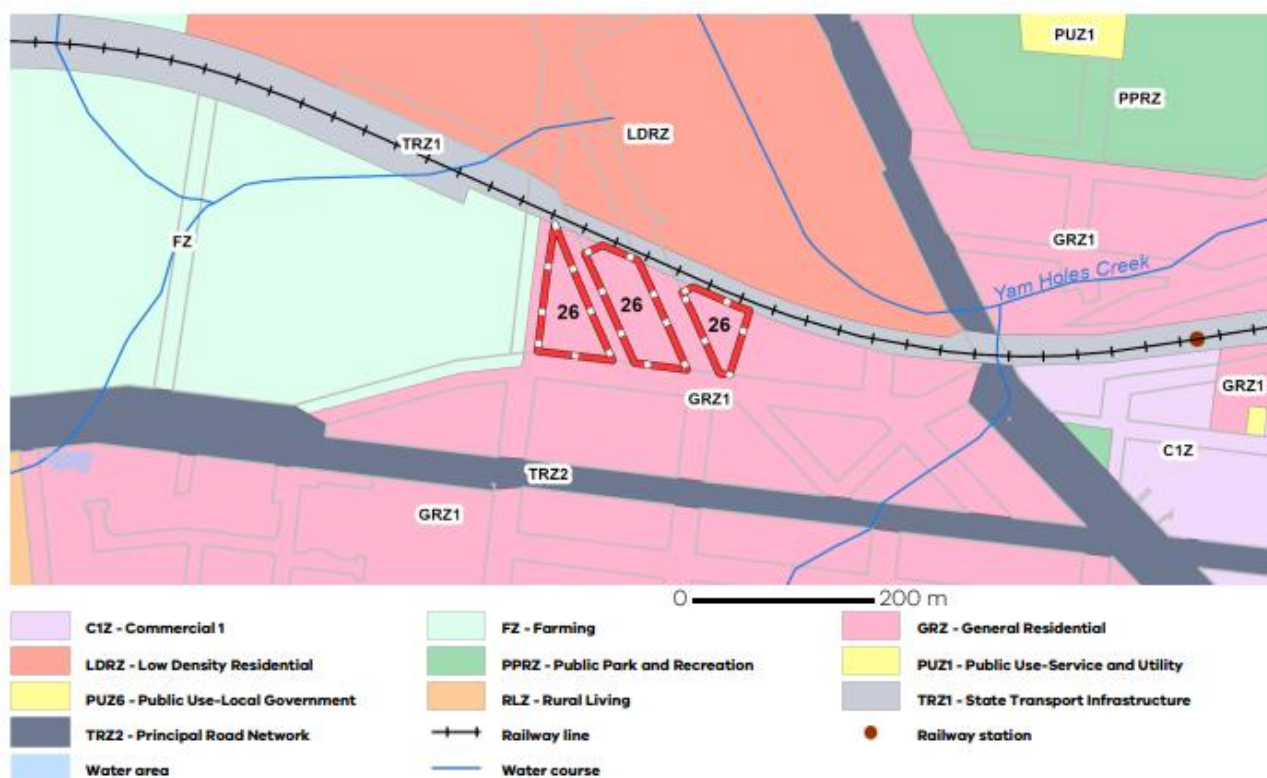 PUZ1
PPRZ
LDRZ
TRZ1
FZ
GRZ1
Yam Holes Creek
26
26
26
GRZ1
GRZ1
C1Z
TRZ2
GRZ1
0 200 m
C1Z - Commercial 1
FZ - Farming
GRZ - General Residential
LDRZ - Low Density Residential
PPRZ - Public Park and Recreation
PUZ1 - Public Use-Service and Utility
PUZ6 - Public Use-Local Government
RLZ - Rural Living
TRZ1 - State Transport Infrastructure
TRZ2 - Principal Road Network
Railway line
Railway station
Water area
Water course